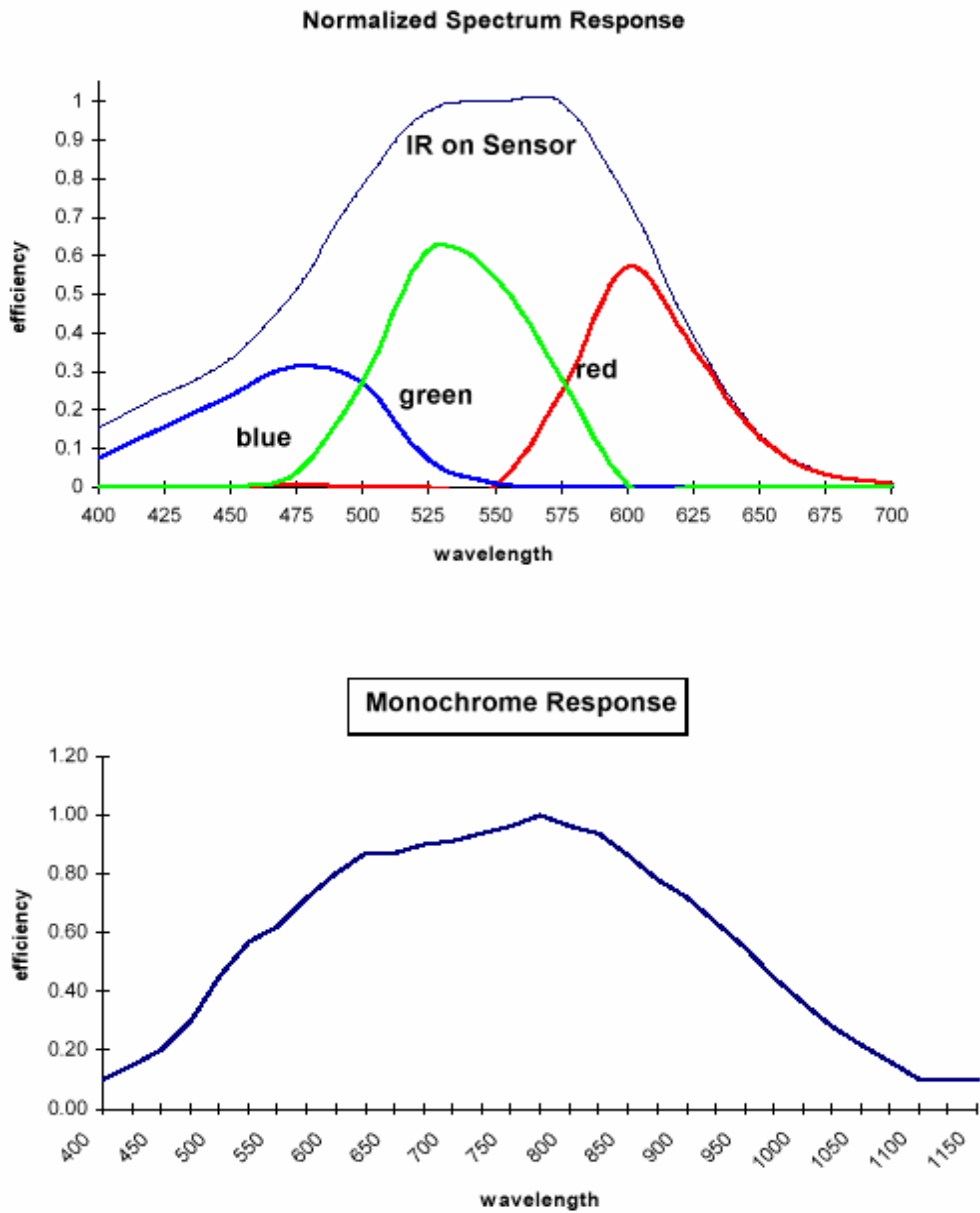 Normalized Spectrum Response
1
0.9
0.8
0.7
0.6
0.5
0.4
0.3
0.2
0.1
0
efficiency
IR on Sensor
red
green
blue
400 425 450 475 500 525 550 575 600 625 650 675 700
wavelength
Monochrome Response
1.20
1.00
0.80
0.60
0.40
0.20
0.00
efficiency
400 450 500 550 600 650 700 750 800 850 900 950 1000 1050 1100 1150
wavelength